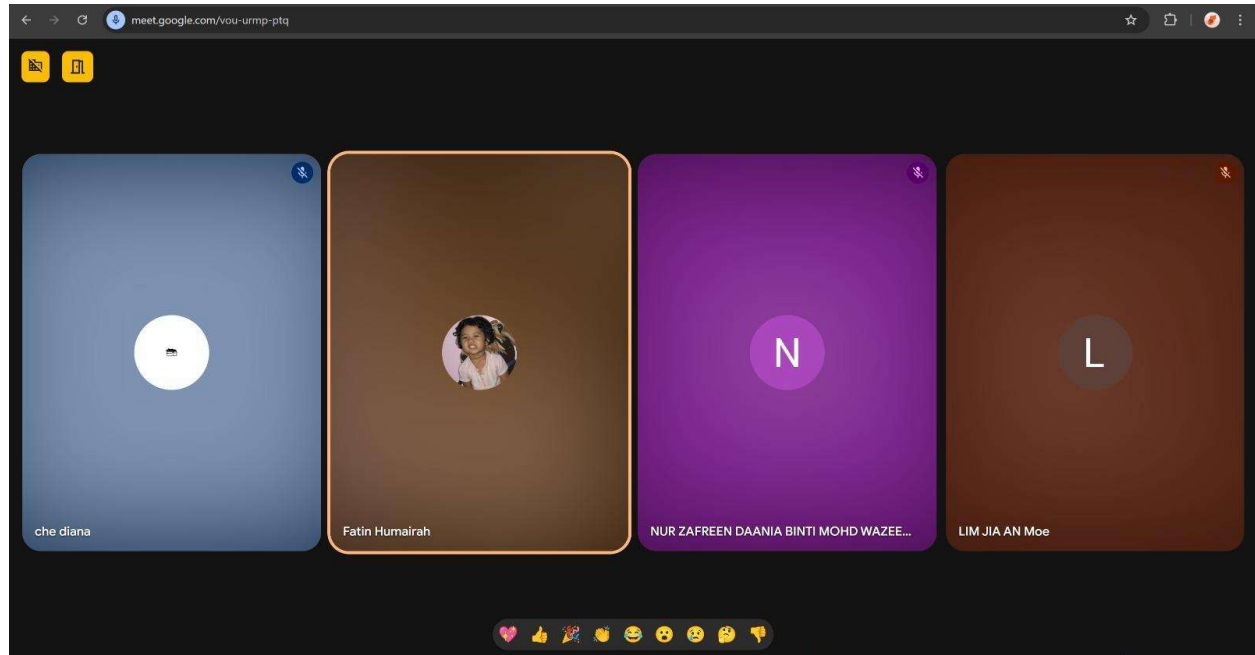 meet.google.com/vou-urmp-ptq
N
L
che diana
Fatin Humairah
NUR ZAFREEN DAANIA BINTI MOHD WAZEE...
LIM JIA AN Moe